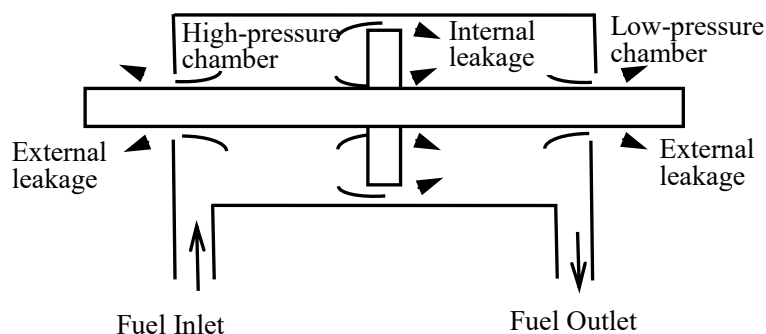 High-pressure
chamber
Internal
leakage
Low-pressure
chamber
External
leakage
External
leakage
Fuel Inlet
Fuel Outlet